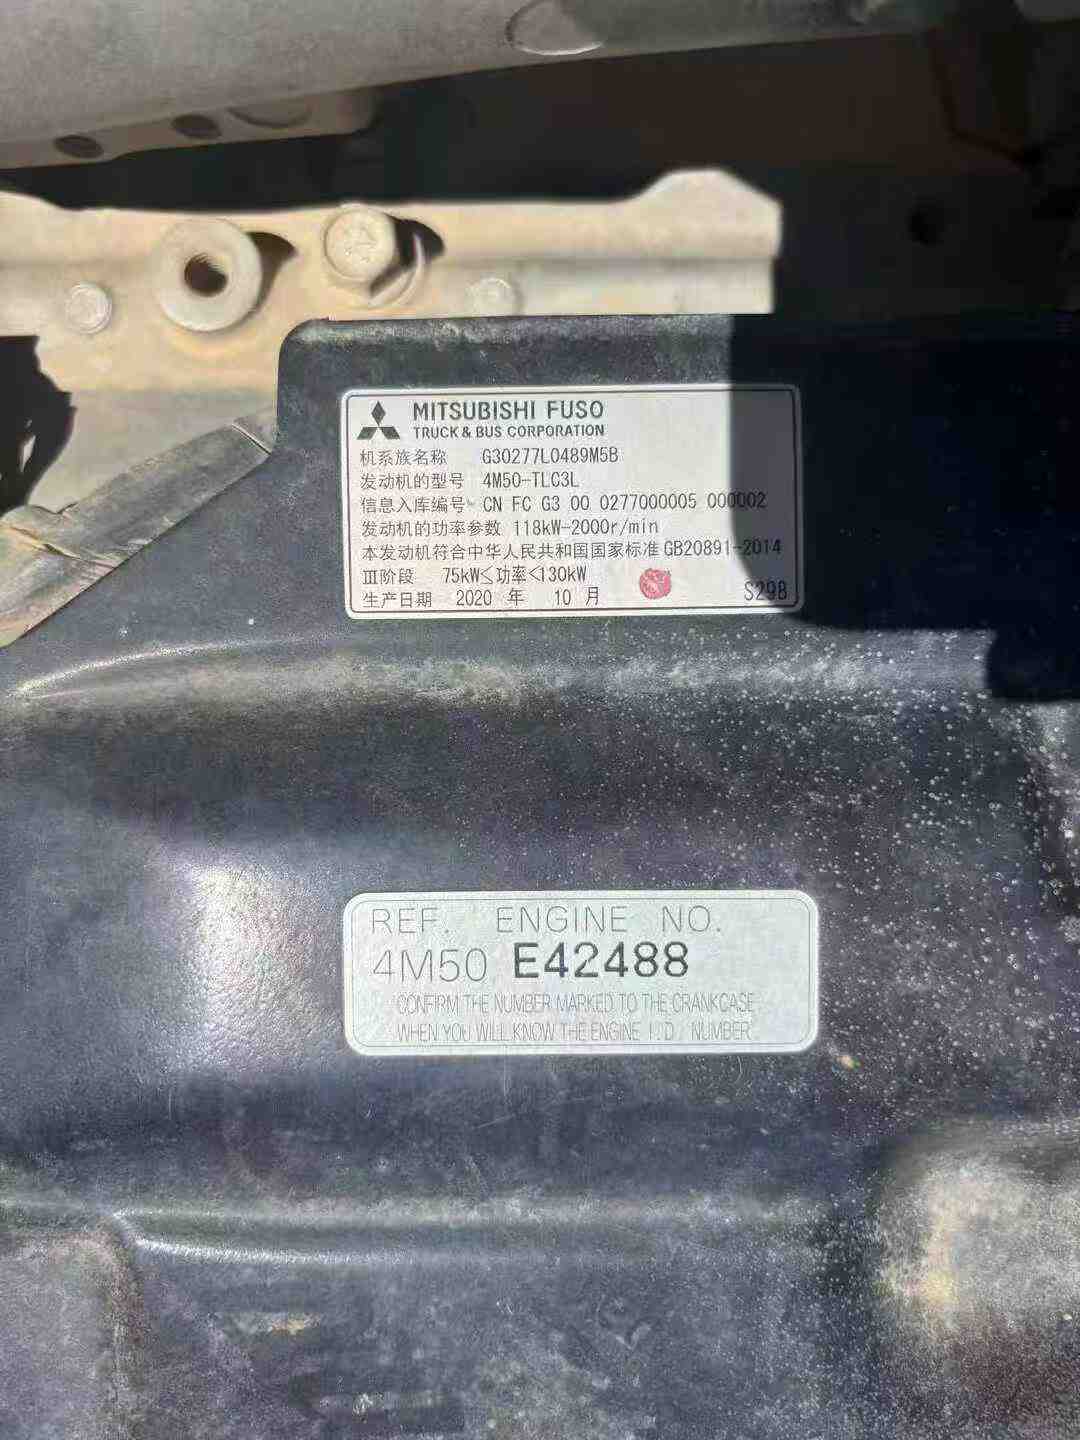 MITSUBISHI FUSO
TRUCK & BUS CORPORATION
机系族名称 G30277L0489M5B
发动机的型号 4M50-TLC3L
信息入库编号 CN FC G3 00 0277000005 000002
发动机的功率参数 118kW-2000r/min
本发动机符合中华人民共和国国家标准 GB20891-2014
III阶段 75kW≤功率<130kW
生产日期 2020 年 10 月 S29B
REF. ENGINE NO.
4M50 E42488
CONFIRM THE NUMBER MARKED TO THE CRANKCASE
WHEN YOU WILL KNOW THE ENGINE I.D. NUMBER